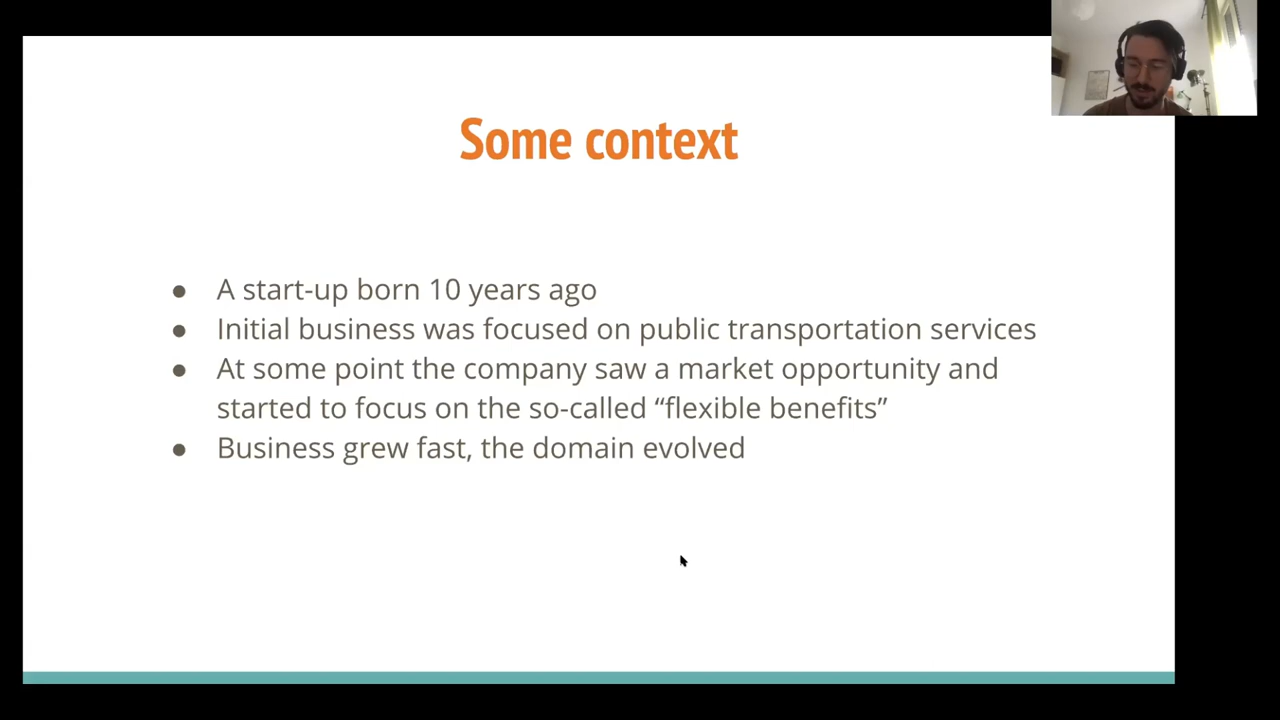 Some context
● A start-up born 10 years ago
● Initial business was focused on public transportation services
● At some point the company saw a market opportunity and
started to focus on the so-called “flexible benefits”
● Business grew fast, the domain evolved